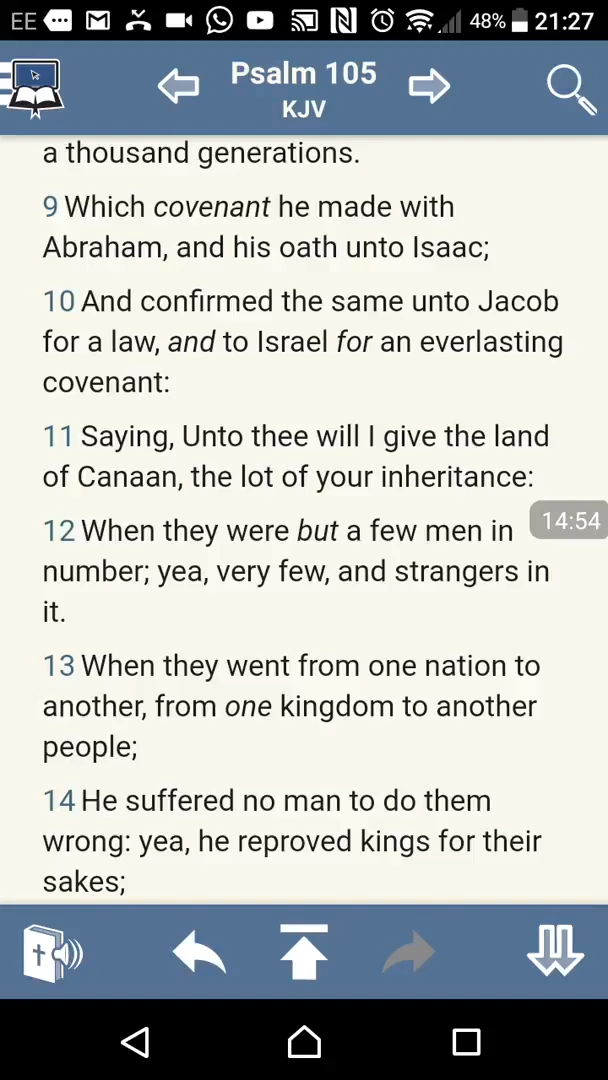 EE 48% 21:27
Psalm 105
KJV
a thousand generations.
9 Which covenant he made with
Abraham, and his oath unto Isaac;
10 And confirmed the same unto Jacob
for a law, and to Israel for an everlasting
covenant:
11 Saying, Unto thee will I give the land
of Canaan, the lot of your inheritance:
14:54
12 When they were but a few men in
number; yea, very few, and strangers in
it.
13 When they went from one nation to
another, from one kingdom to another
people;
14 He suffered no man to do them
wrong: yea, he reproved kings for their
sakes;